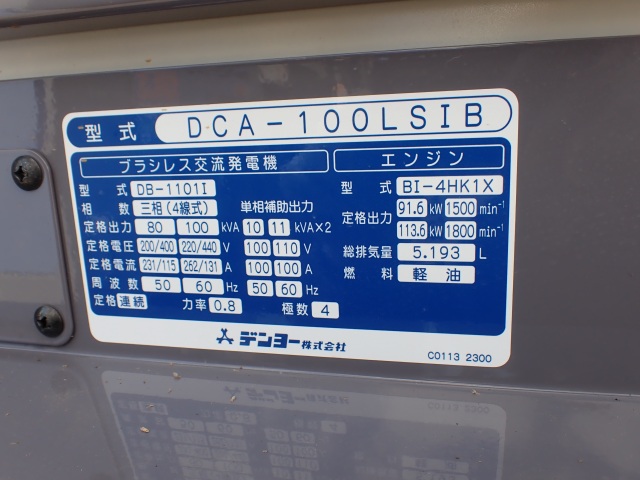 型式 DCA-100LSIB
ブラシレス交流発電機
型式 DB-1101I
相数 三相(4線式) 単相補助出力
定格出力 80 100 kVA 10 11 kVA×2
定格電圧 200/400 220/440 V 100 110 V
定格電流 231/115 262/131 A 100 100 A
周波数 50 60 Hz 50 60 Hz
定格 連続 力率 0.8 極数 4
エンジン
型式 BI-4HK1X
定格出力 91.6 kW 1500 min-1
113.6 kW 1800 min-1
総排気量 5.193 L
燃料 軽油
デンヨー株式会社
C0113 2300